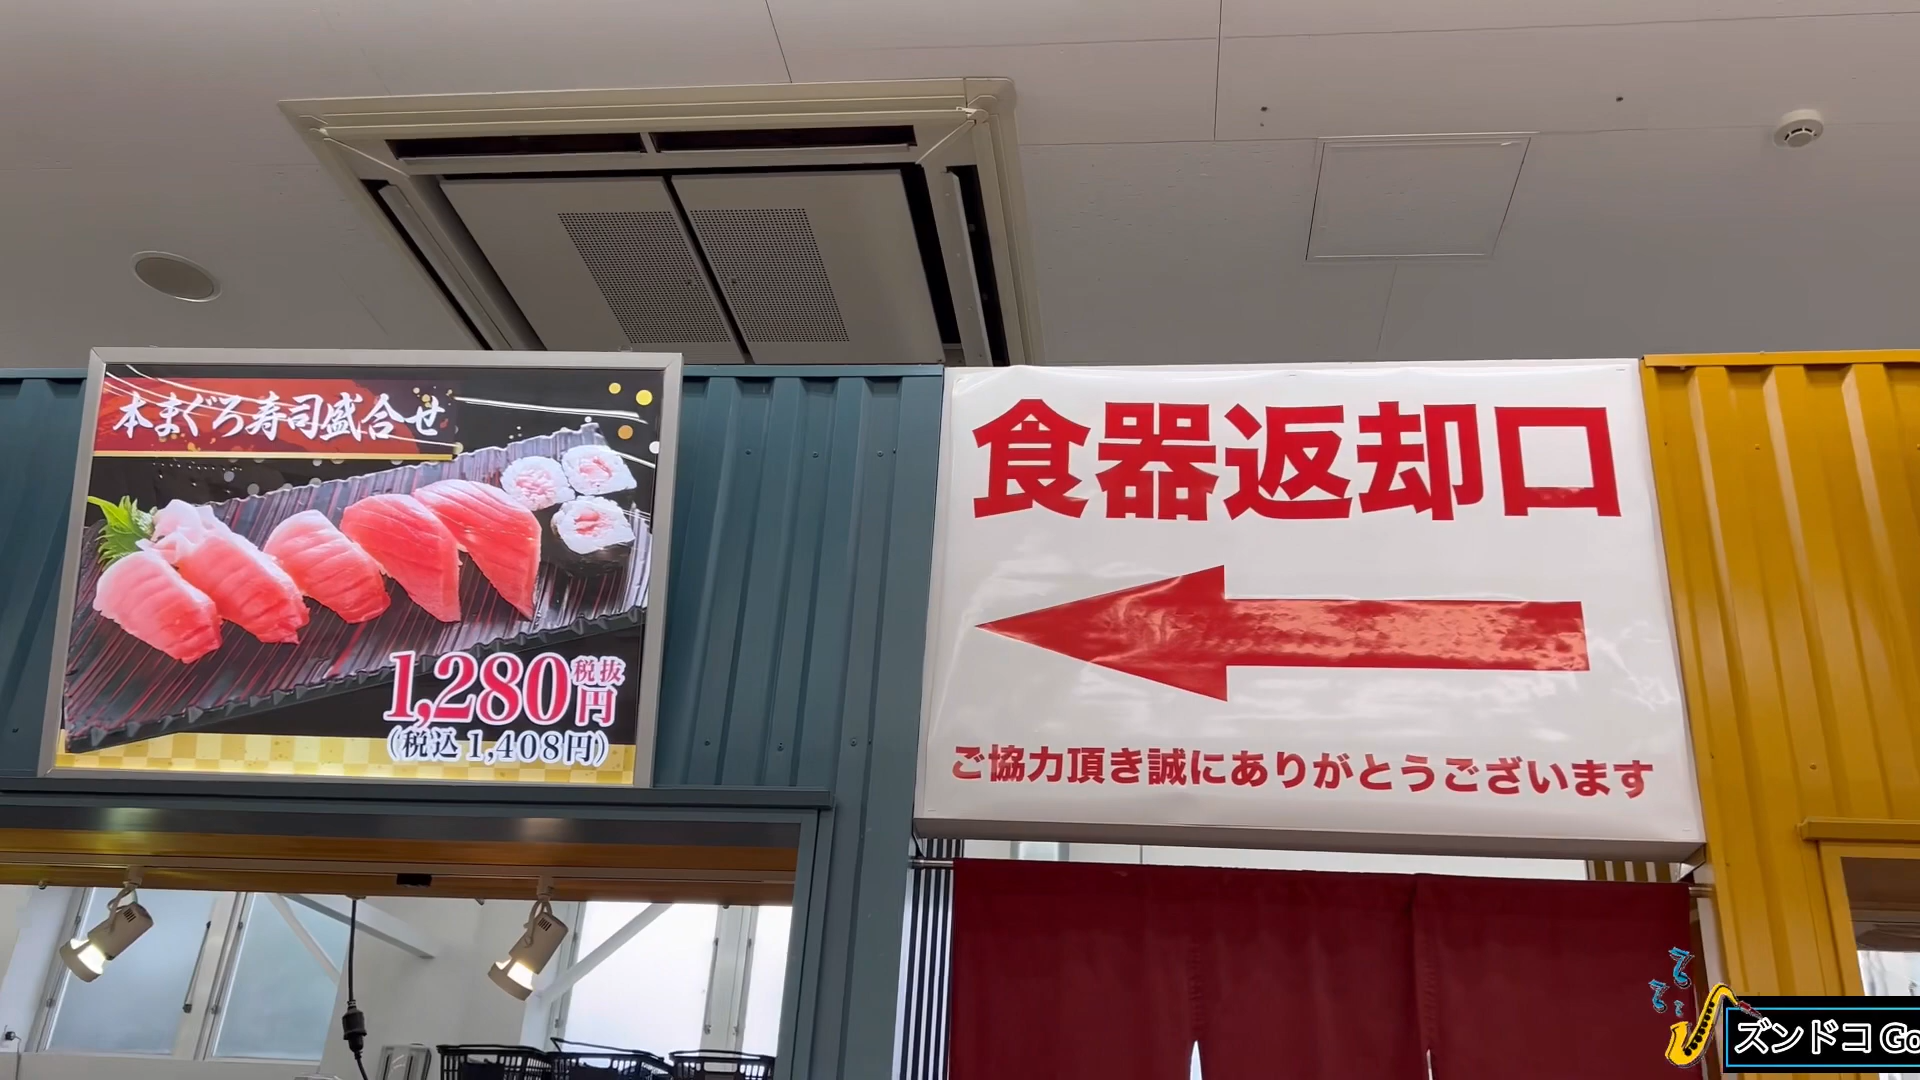 本まぐろ寿司盛合せ
1,280円 税抜
(税込1,408円)
食器返却口
ご協力頂き誠にありがとうございます
ズンドコ Go